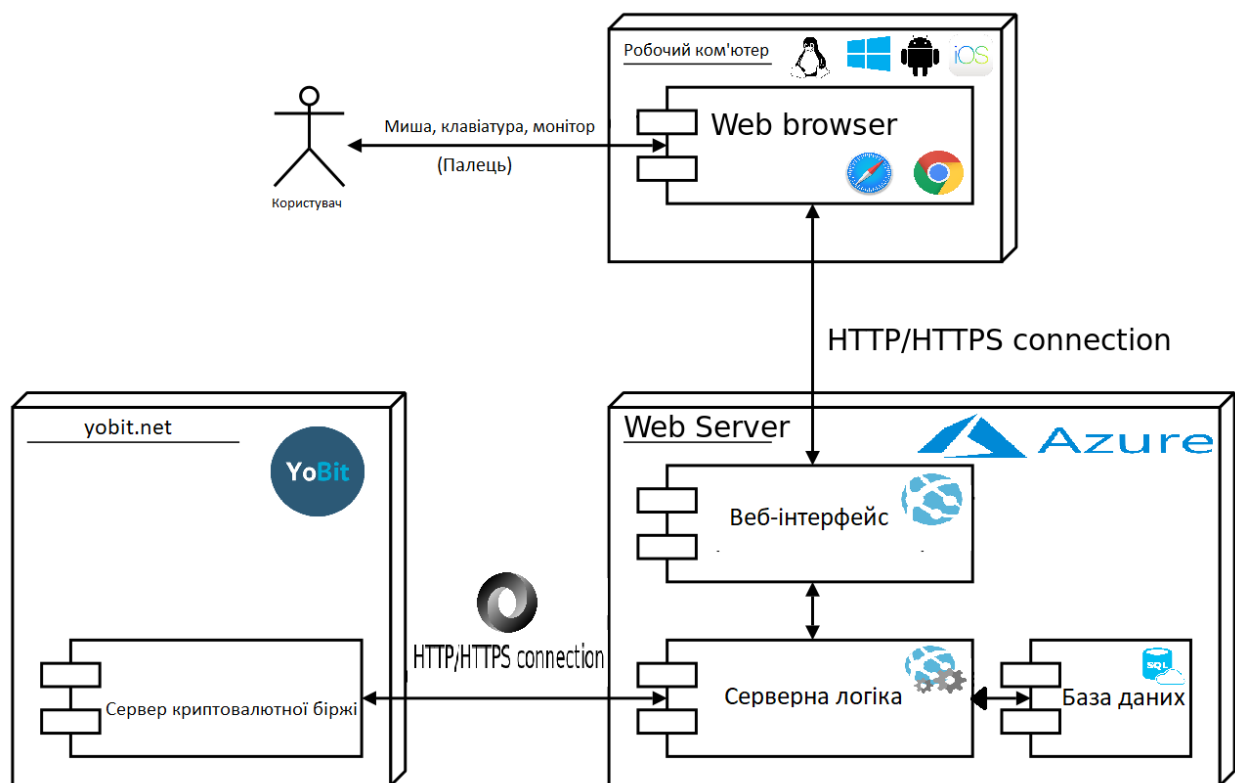 Робочий ком'ютер
iOS
Web browser
Миша, клавіатура, монітор
(Палець)
Користувач
HTTP/HTTPS connection
yobit.net
YoBit
Web Server
Azure
Веб-інтерфейс
HTTP/HTTPS connection
Сервер криптовалютної біржі
Серверна логіка
SQL
База даних